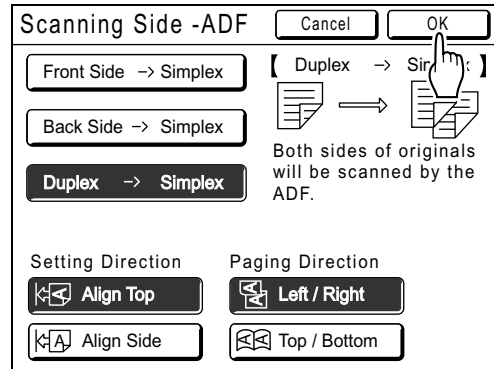 Scanning Side -ADF
Cancel
OK
Front Side -> Simplex
Back Side -> Simplex
Duplex -> Simplex
【 Duplex -> 】
Both sides of originals
will be scanned by the
ADF.
Setting Direction
Align Top
Align Side
Paging Direction
Left / Right
Top / Bottom